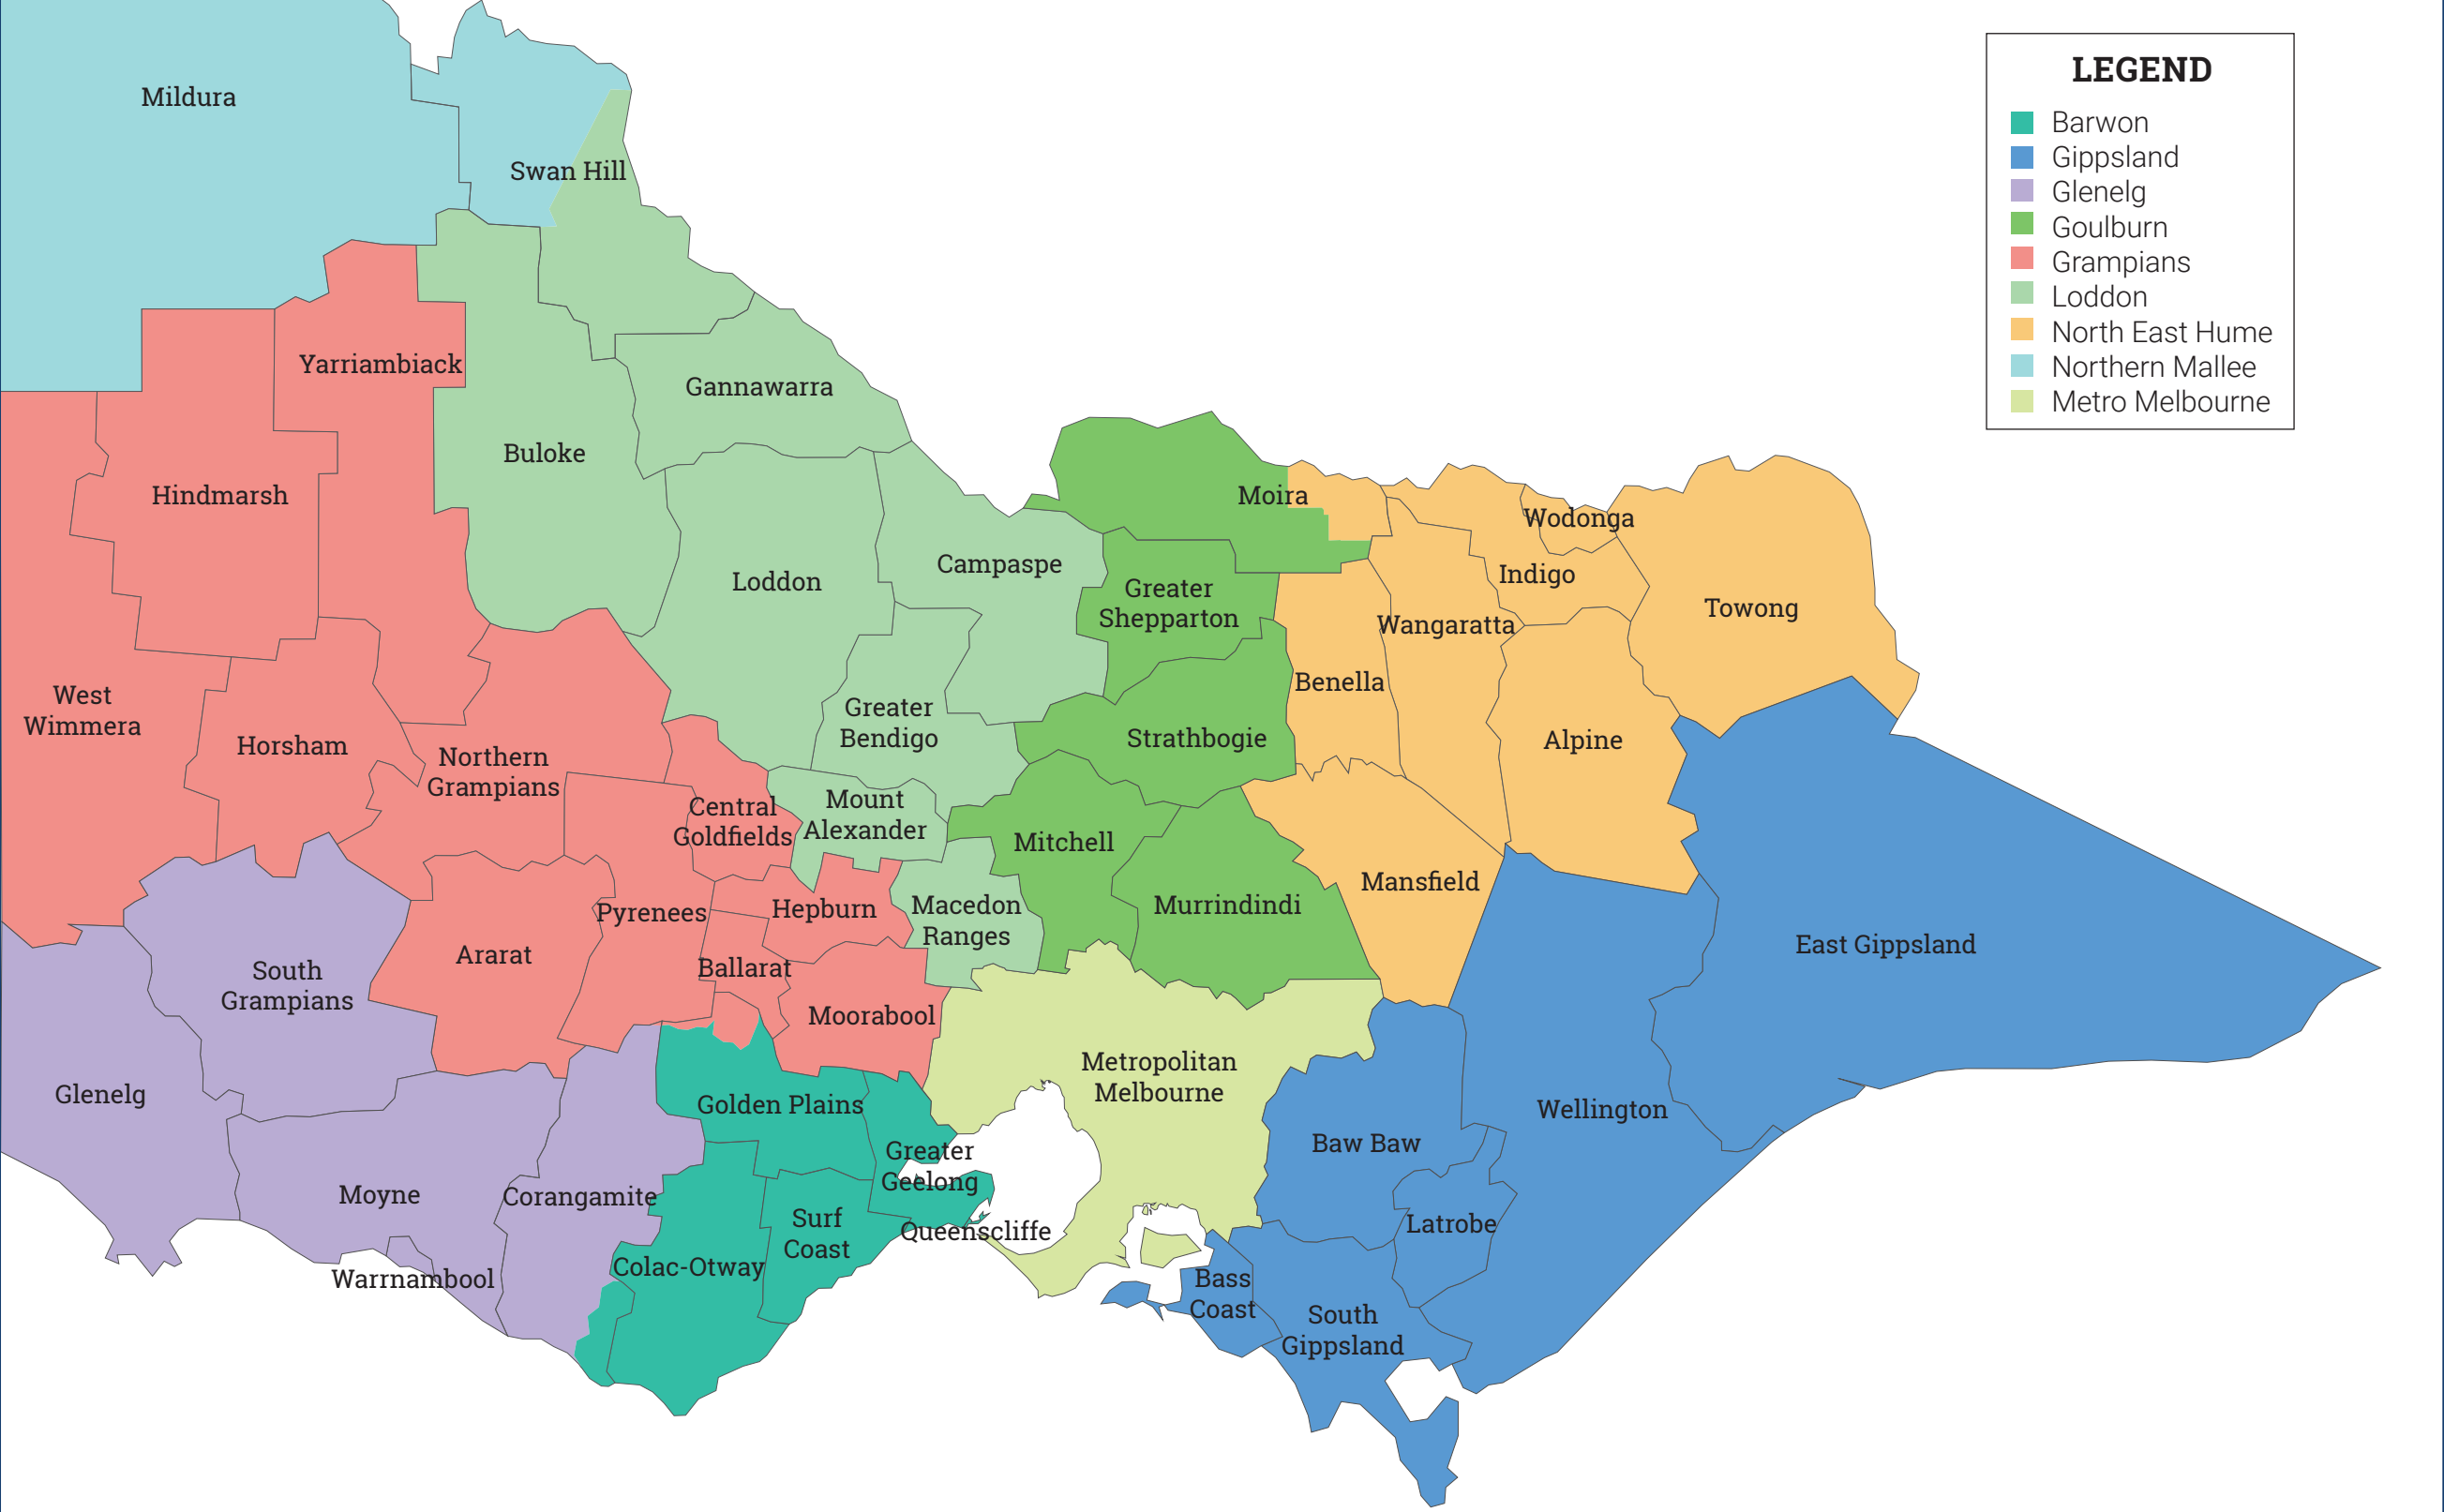 LEGEND
Barwon
Gippsland
Glenelg
Goulburn
Grampians
Loddon
North East Hume
Northern Mallee
Metro Melbourne
Mildura
Swan Hill
Yarriambiack
Gannawarra
Buloke
Hindmarsh
Moira
Wodonga
Campaspe
Indigo
Loddon
Greater
Shepparton
Towong
Wangaratta
Benella
West
Wimmera
Greater
Bendigo
Strathbogie
Alpine
Horsham
Northern
Grampians
Central
Goldfields
Mount
Alexander
Mitchell
Mansfield
Pyrenees
Hepburn
Macedon
Ranges
Murrindindi
East Gippsland
Ararat
Ballarat
South
Grampians
Moorabool
Metropolitan
Melbourne
Glenelg
Golden Plains
Wellington
Baw Baw
Greater
Geelong
Moyne
Corangamite
Surf
Coast
Queenscliffe
Latrobe
Colac-Otway
Warrnambool
Bass
Coast
South
Gippsland